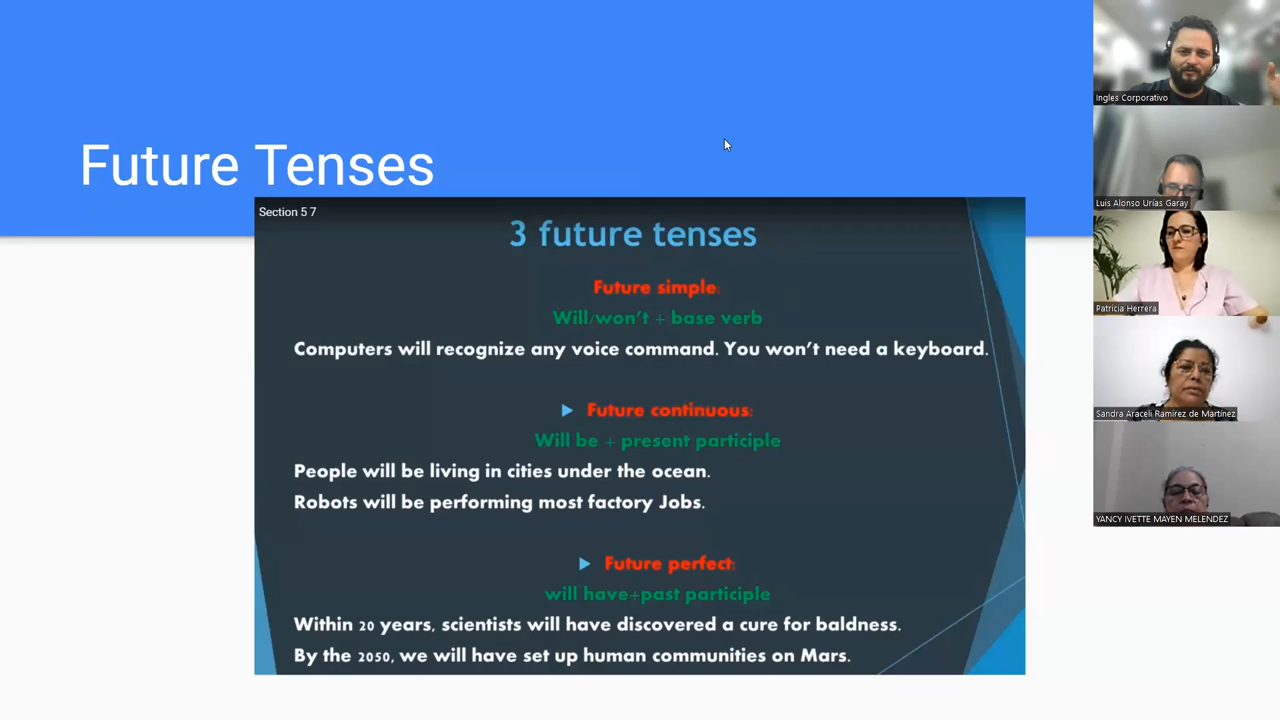 Future Tenses
Section 5 7
3 future tenses
Future simple:
Will/won't + base verb
Computers will recognize any voice command. You won't need a keyboard.
Future continuous:
Will be + present participle
People will be living in cities under the ocean.
Robots will be performing most factory Jobs.
Future perfect:
will have+past participle
Within 20 years, scientists will have discovered a cure for baldness.
By the 2050, we will have set up human communities on Mars.
Ingles Corporativo
Luis Alonso Urías Garay
Patricia Herrera
Sandra Araceli Ramirez de Martínez
YANCY IVETTE MAYEN MELENDEZ